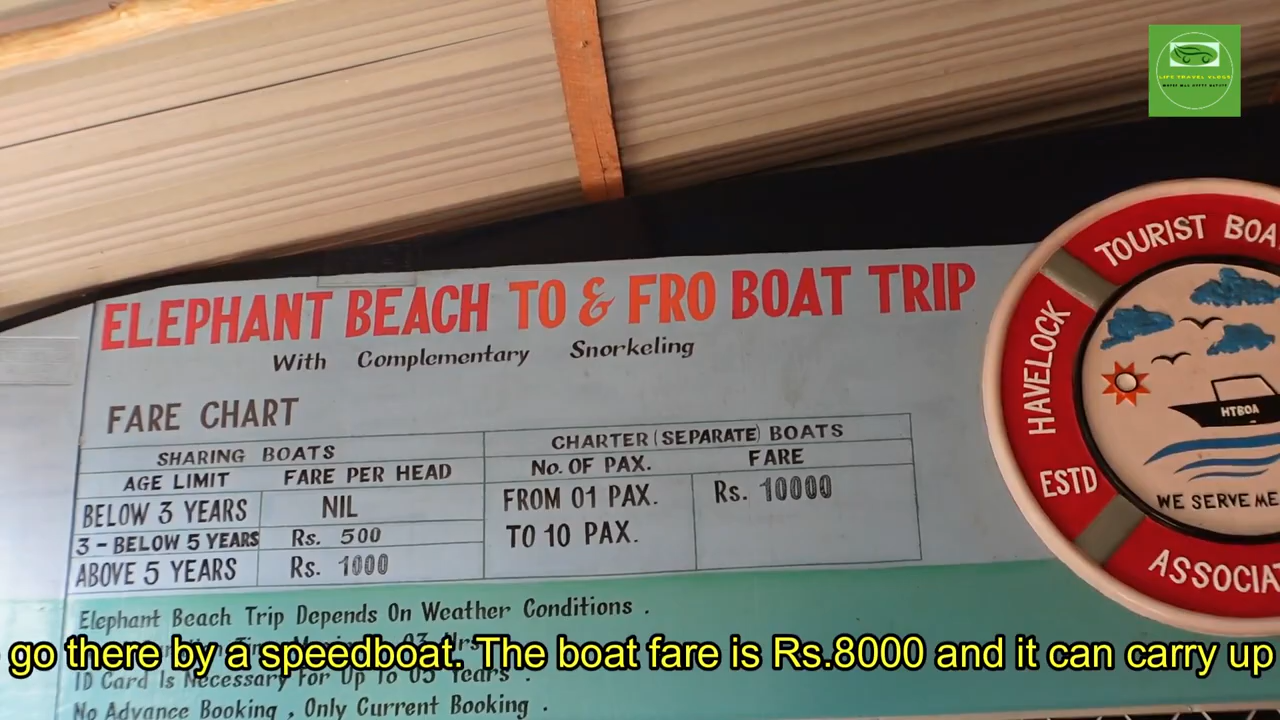 LIFE TRAVEL VLOGS
ELEPHANT BEACH TO & FRO BOAT TRIP
With Complementary Snorkeling
FARE CHART
SHARING BOATS
AGE LIMIT FARE PER HEAD
BELOW 3 YEARS NIL
3 - BELOW 5 YEARS Rs. 500
ABOVE 5 YEARS Rs. 1000
CHARTER (SEPARATE) BOATS
No. OF PAX. FARE
FROM 01 PAX. Rs. 10000
TO 10 PAX.
Elephant Beach Trip Depends On Weather Conditions .
ID Card Is Necessary For Up To 05 Years .
No Advance Booking , Only Current Booking .
TOURIST BOA
HAVELOCK
ESTD
ASSOCIA
HTBOA
WE SERVE ME
go there by a speedboat. The boat fare is Rs.8000 and it can carry up